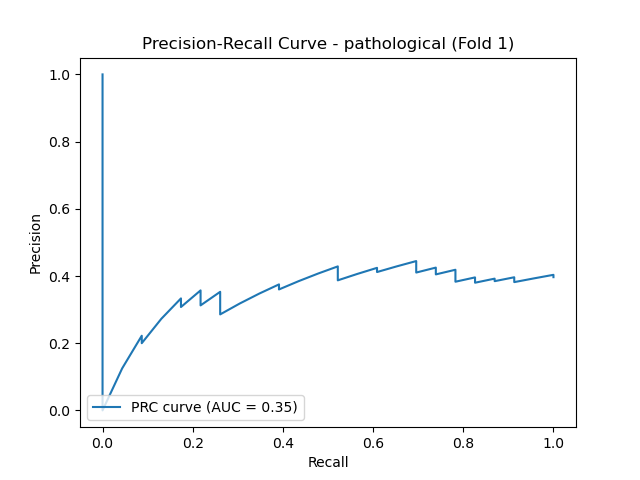 Precision-Recall Curve - pathological (Fold 1)
1.0
0.8
0.6
0.4
0.2
0.0
Precision
PRC curve (AUC = 0.35)
0.0 0.2 0.4 0.6 0.8 1.0
Recall